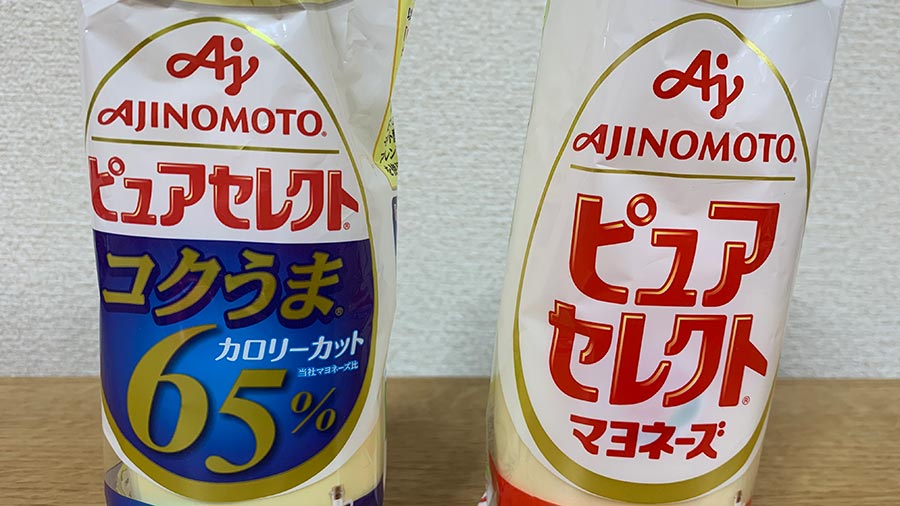 Aj
AJINOMOTO®
ピュアセレクト®
コクうま®
カロリーカット
当社マヨネーズ比
65%
Aj
AJINOMOTO®
ピュア
セレクト®
マヨネーズ